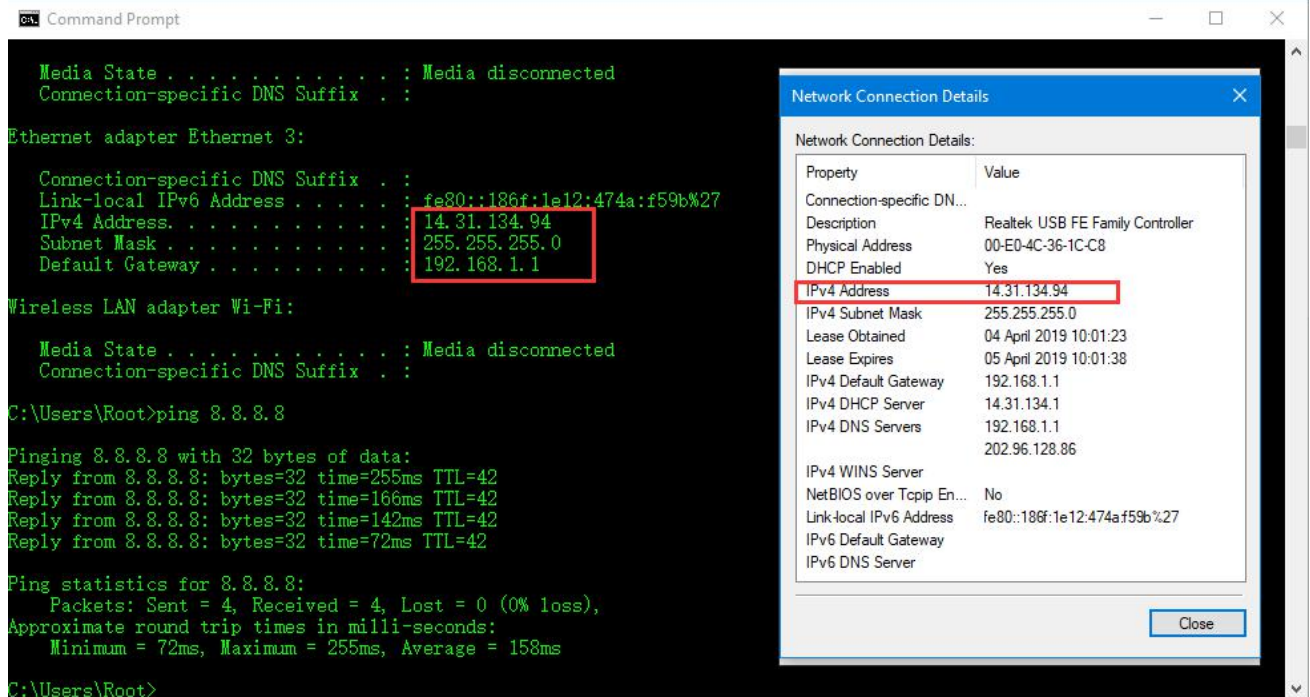 Command Prompt
Media State . . . . . . . . . . . : Media disconnected
Connection-specific DNS Suffix  . :
Ethernet adapter Ethernet 3:
Connection-specific DNS Suffix  . :
Link-local IPv6 Address . . . . . : fe80::186f:1e12:474a:f59b%27
IPv4 Address. . . . . . . . . . . : 14.31.134.94
Subnet Mask . . . . . . . . . . . : 255.255.255.0
Default Gateway . . . . . . . . . : 192.168.1.1
Wireless LAN adapter Wi-Fi:
Media State . . . . . . . . . . . : Media disconnected
Connection-specific DNS Suffix  . :
C:\Users\Root>ping 8.8.8.8
Pinging 8.8.8.8 with 32 bytes of data:
Reply from 8.8.8.8: bytes=32 time=255ms TTL=42
Reply from 8.8.8.8: bytes=32 time=166ms TTL=42
Reply from 8.8.8.8: bytes=32 time=142ms TTL=42
Reply from 8.8.8.8: bytes=32 time=72ms TTL=42
Ping statistics for 8.8.8.8:
Packets: Sent = 4, Received = 4, Lost = 0 (0% loss),
Approximate round trip times in milli-seconds:
Minimum = 72ms, Maximum = 255ms, Average = 158ms
C:\Users\Root>
Network Connection Details
Network Connection Details:
Property Value
Connection-specific DN...
Description Realtek USB FE Family Controller
Physical Address 00-E0-4C-36-1C-C8
DHCP Enabled Yes
IPv4 Address 14.31.134.94
IPv4 Subnet Mask 255.255.255.0
Lease Obtained 04 April 2019 10:01:23
Lease Expires 05 April 2019 10:01:38
IPv4 Default Gateway 192.168.1.1
IPv4 DHCP Server 14.31.134.1
IPv4 DNS Servers 192.168.1.1
202.96.128.86
IPv4 WINS Server
NetBIOS over Tcpip En... No
Link-local IPv6 Address fe80::186f:1e12:474a:f59b%27
IPv6 Default Gateway
IPv6 DNS Server
Close